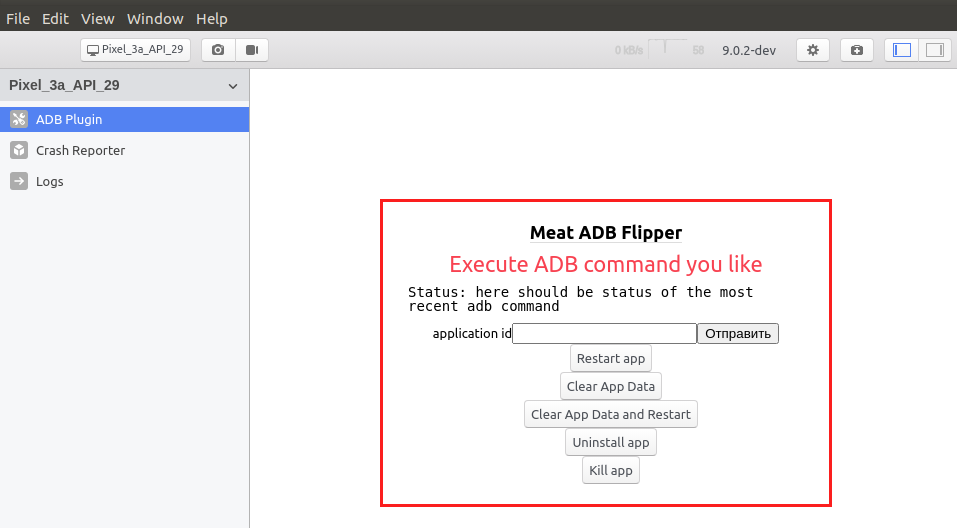 File Edit View Window Help
Pixel_3a_API_29 0 kB/s 58 9.0.2-dev
Pixel_3a_API_29
ADB Plugin
Crash Reporter
Logs
Meat ADB Flipper
Execute ADB command you like
Status: here should be status of the most
recent adb command
application id Отправить
Restart app
Clear App Data
Clear App Data and Restart
Uninstall app
Kill app